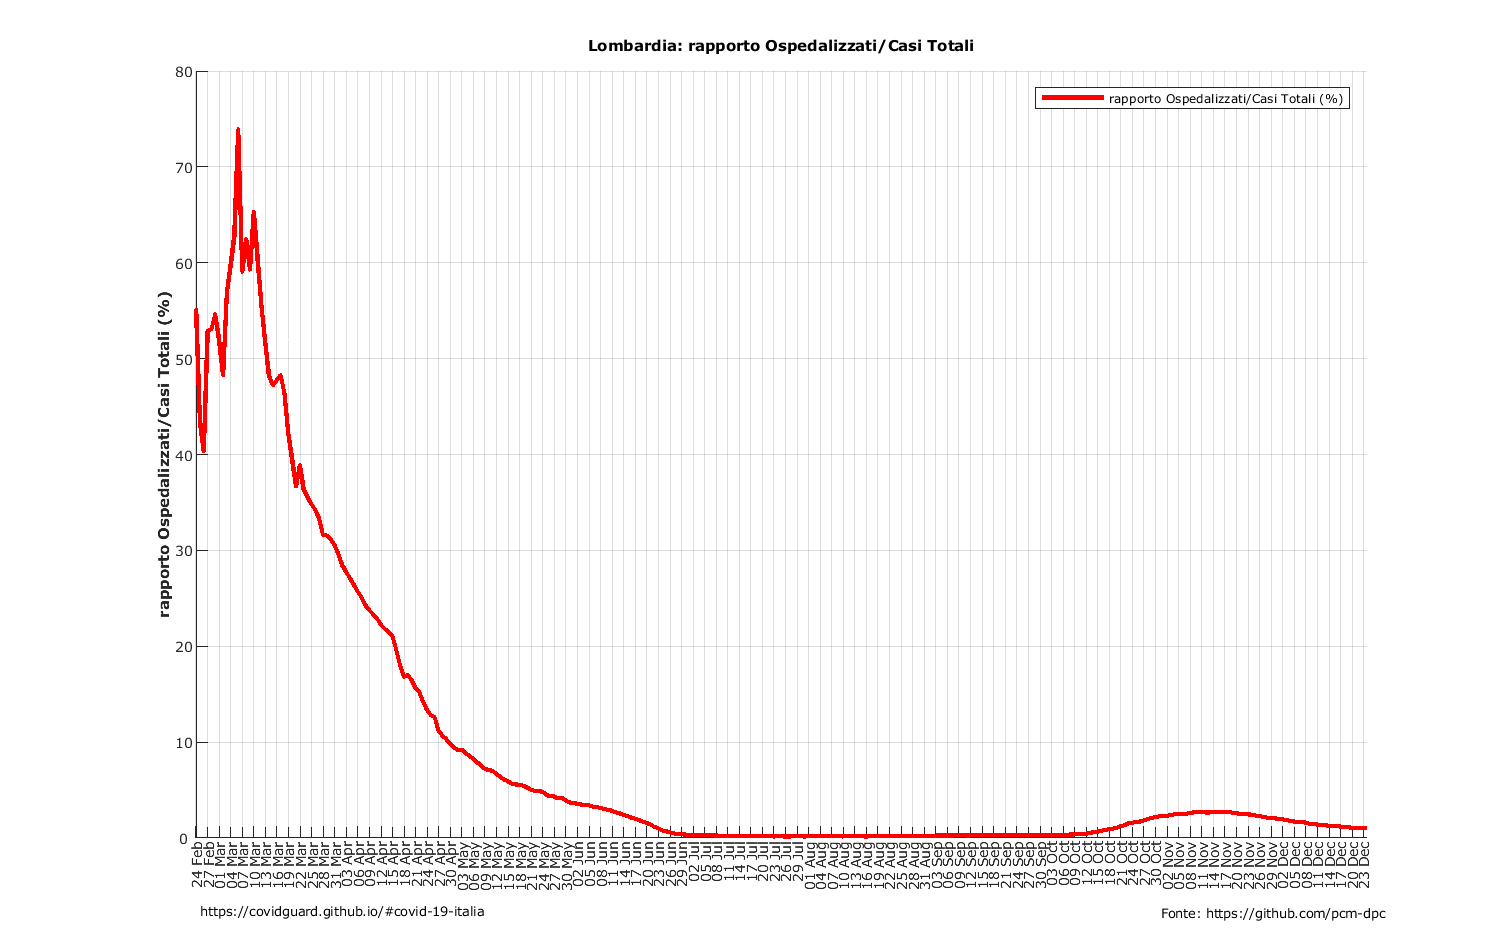 Lombardia: rapporto Ospedalizzati/Casi Totali
rapporto Ospedalizzati/Casi Totali (%)
rapporto Ospedalizzati/Casi Totali (%)
80
70
60
50
40
30
20
10
0
24 Feb
27 Feb
01 Mar
04 Mar
07 Mar
10 Mar
13 Mar
16 Mar
19 Mar
22 Mar
25 Mar
28 Mar
31 Mar
03 Apr
06 Apr
09 Apr
12 Apr
15 Apr
18 Apr
21 Apr
24 Apr
27 Apr
30 Apr
03 May
06 May
09 May
12 May
15 May
18 May
21 May
24 May
27 May
30 May
02 Jun
05 Jun
08 Jun
11 Jun
14 Jun
17 Jun
20 Jun
23 Jun
26 Jun
29 Jun
02 Jul
05 Jul
08 Jul
11 Jul
14 Jul
17 Jul
20 Jul
23 Jul
26 Jul
29 Jul
01 Aug
04 Aug
07 Aug
10 Aug
13 Aug
16 Aug
19 Aug
22 Aug
25 Aug
28 Aug
31 Aug
03 Sep
06 Sep
09 Sep
12 Sep
15 Sep
18 Sep
21 Sep
24 Sep
27 Sep
30 Sep
03 Oct
06 Oct
09 Oct
12 Oct
15 Oct
18 Oct
21 Oct
24 Oct
27 Oct
30 Oct
02 Nov
05 Nov
08 Nov
11 Nov
14 Nov
17 Nov
20 Nov
23 Nov
26 Nov
29 Nov
02 Dec
05 Dec
08 Dec
11 Dec
14 Dec
17 Dec
20 Dec
23 Dec
https://covidguard.github.io/#covid-19-italia
Fonte: https://github.com/pcm-dpc